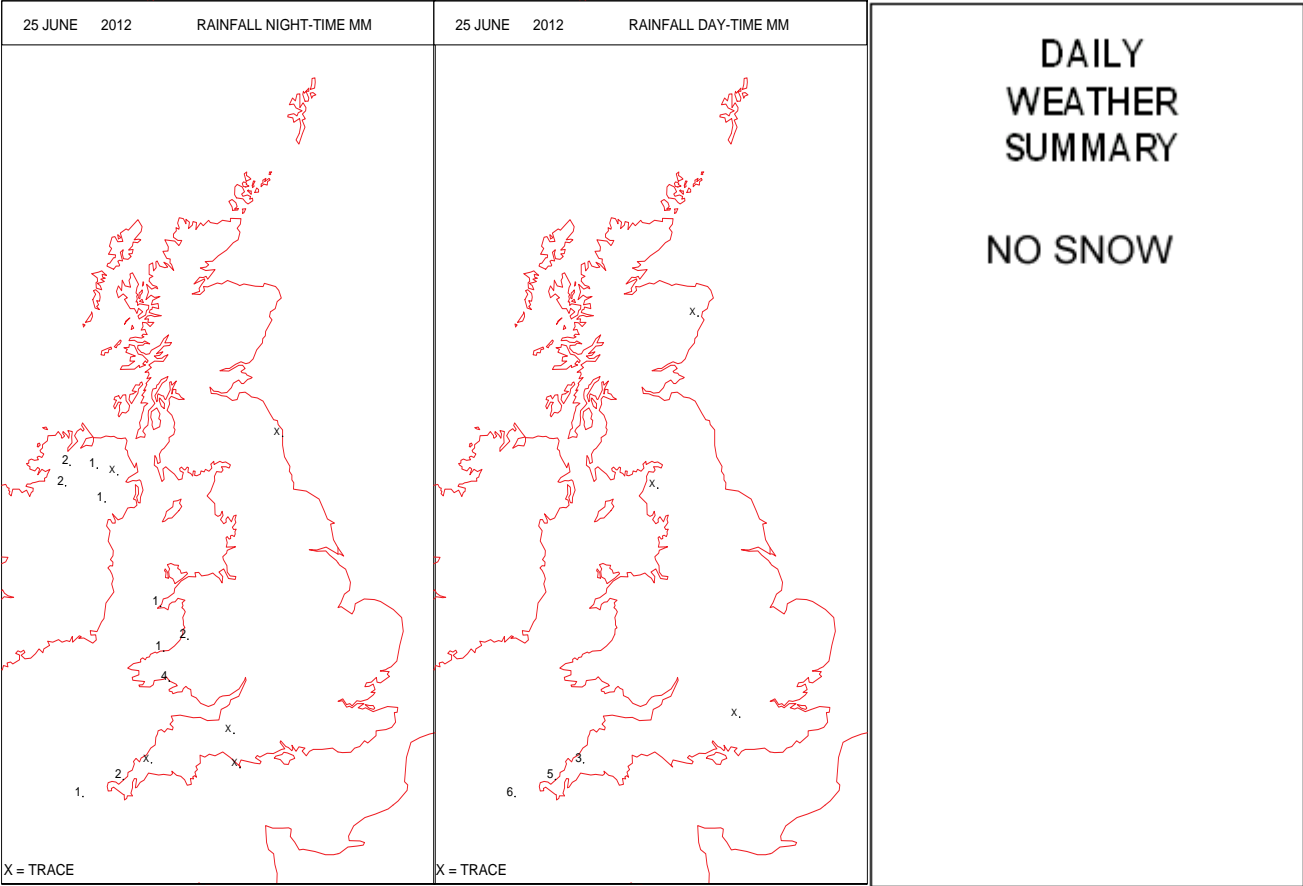 25 JUNE 2012 RAINFALL NIGHT-TIME MM
X
2. 1. X.
2.
1.
1.
2.
1.
4.
X.
X. X.
2.
1.
X = TRACE
25 JUNE 2012 RAINFALL DAY-TIME MM
X.
X.
X.
3.
5.
6.
X = TRACE
DAILY
WEATHER
SUMMARY
NO SNOW